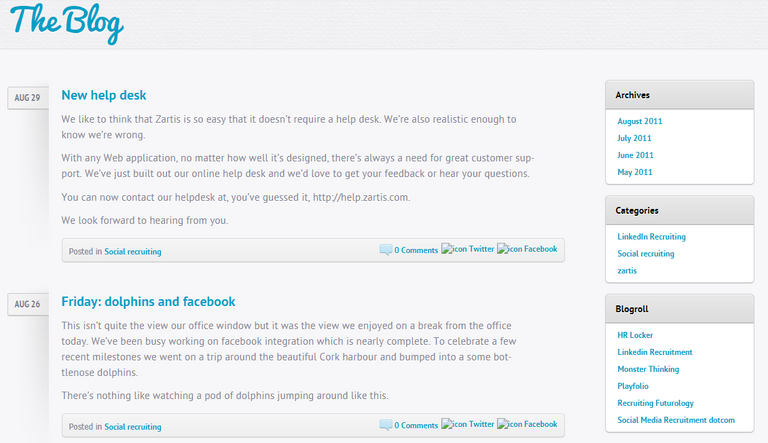 The Blog
AUG 29
New help desk
We like to think that Zartis is so easy that it doesn't require a help desk. We're also realistic enough to
know we're wrong.
With any Web application, no matter how well it's designed, there's always a need for great customer sup-
port. We've just built out our online help desk and we'd love to get your feedback or hear your questions.
You can now contact our helpdesk at, you've guessed it, http://help.zartis.com.
We look forward to hearing from you.
Posted in Social recruiting
0 Comments icon Twitter icon Facebook
AUG 26
Friday: dolphins and facebook
This isn't quite the view our office window but it was the view we enjoyed on a break from the office
today. We've been busy working on facebook integration which is nearly complete. To celebrate a few
recent milestones we went on a trip around the beautiful Cork harbour and bumped into a some bot-
tlenose dolphins.
There's nothing like watching a pod of dolphins jumping around like this.
Posted in Social recruiting
0 Comments icon Twitter icon Facebook
Archives
August 2011
July 2011
June 2011
May 2011
Categories
LinkedIn Recruiting
Social recruiting
zartis
Blogroll
HR Locker
Linkedin Recruitment
Monster Thinking
Playfolio
Recruiting Futurology
Social Media Recruitment dotcom